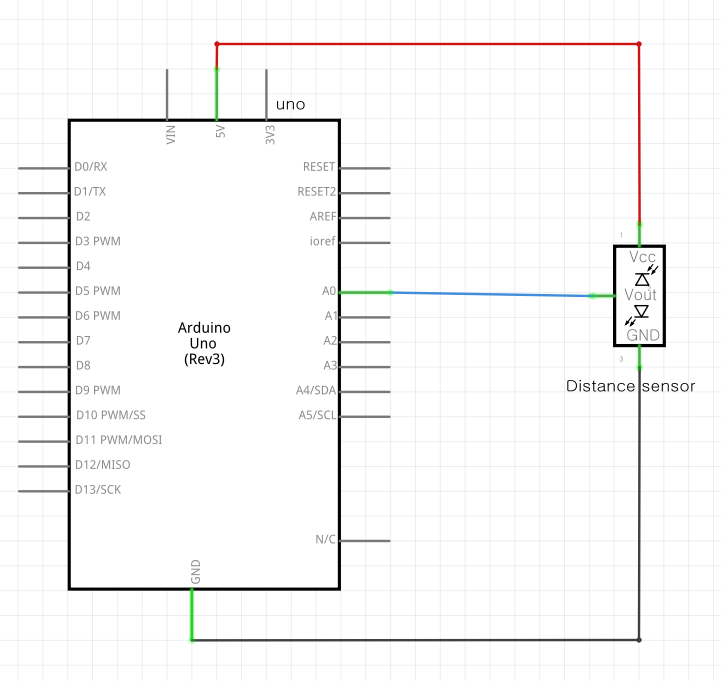 uno
VIN
5V
3V3
D0/RX
D1/TX
D2
D3 PWM
D4
D5 PWM
D6 PWM
D7
D8
D9 PWM
D10 PWM/SS
D11 PWM/MOSI
D12/MISO
D13/SCK
Arduino
Uno
(Rev3)
RESET
RESET2
AREF
ioref
A0
A1
A2
A3
A4/SDA
A5/SCL
N/C
GND
1
Vcc
Vout
GND
3
Distance sensor